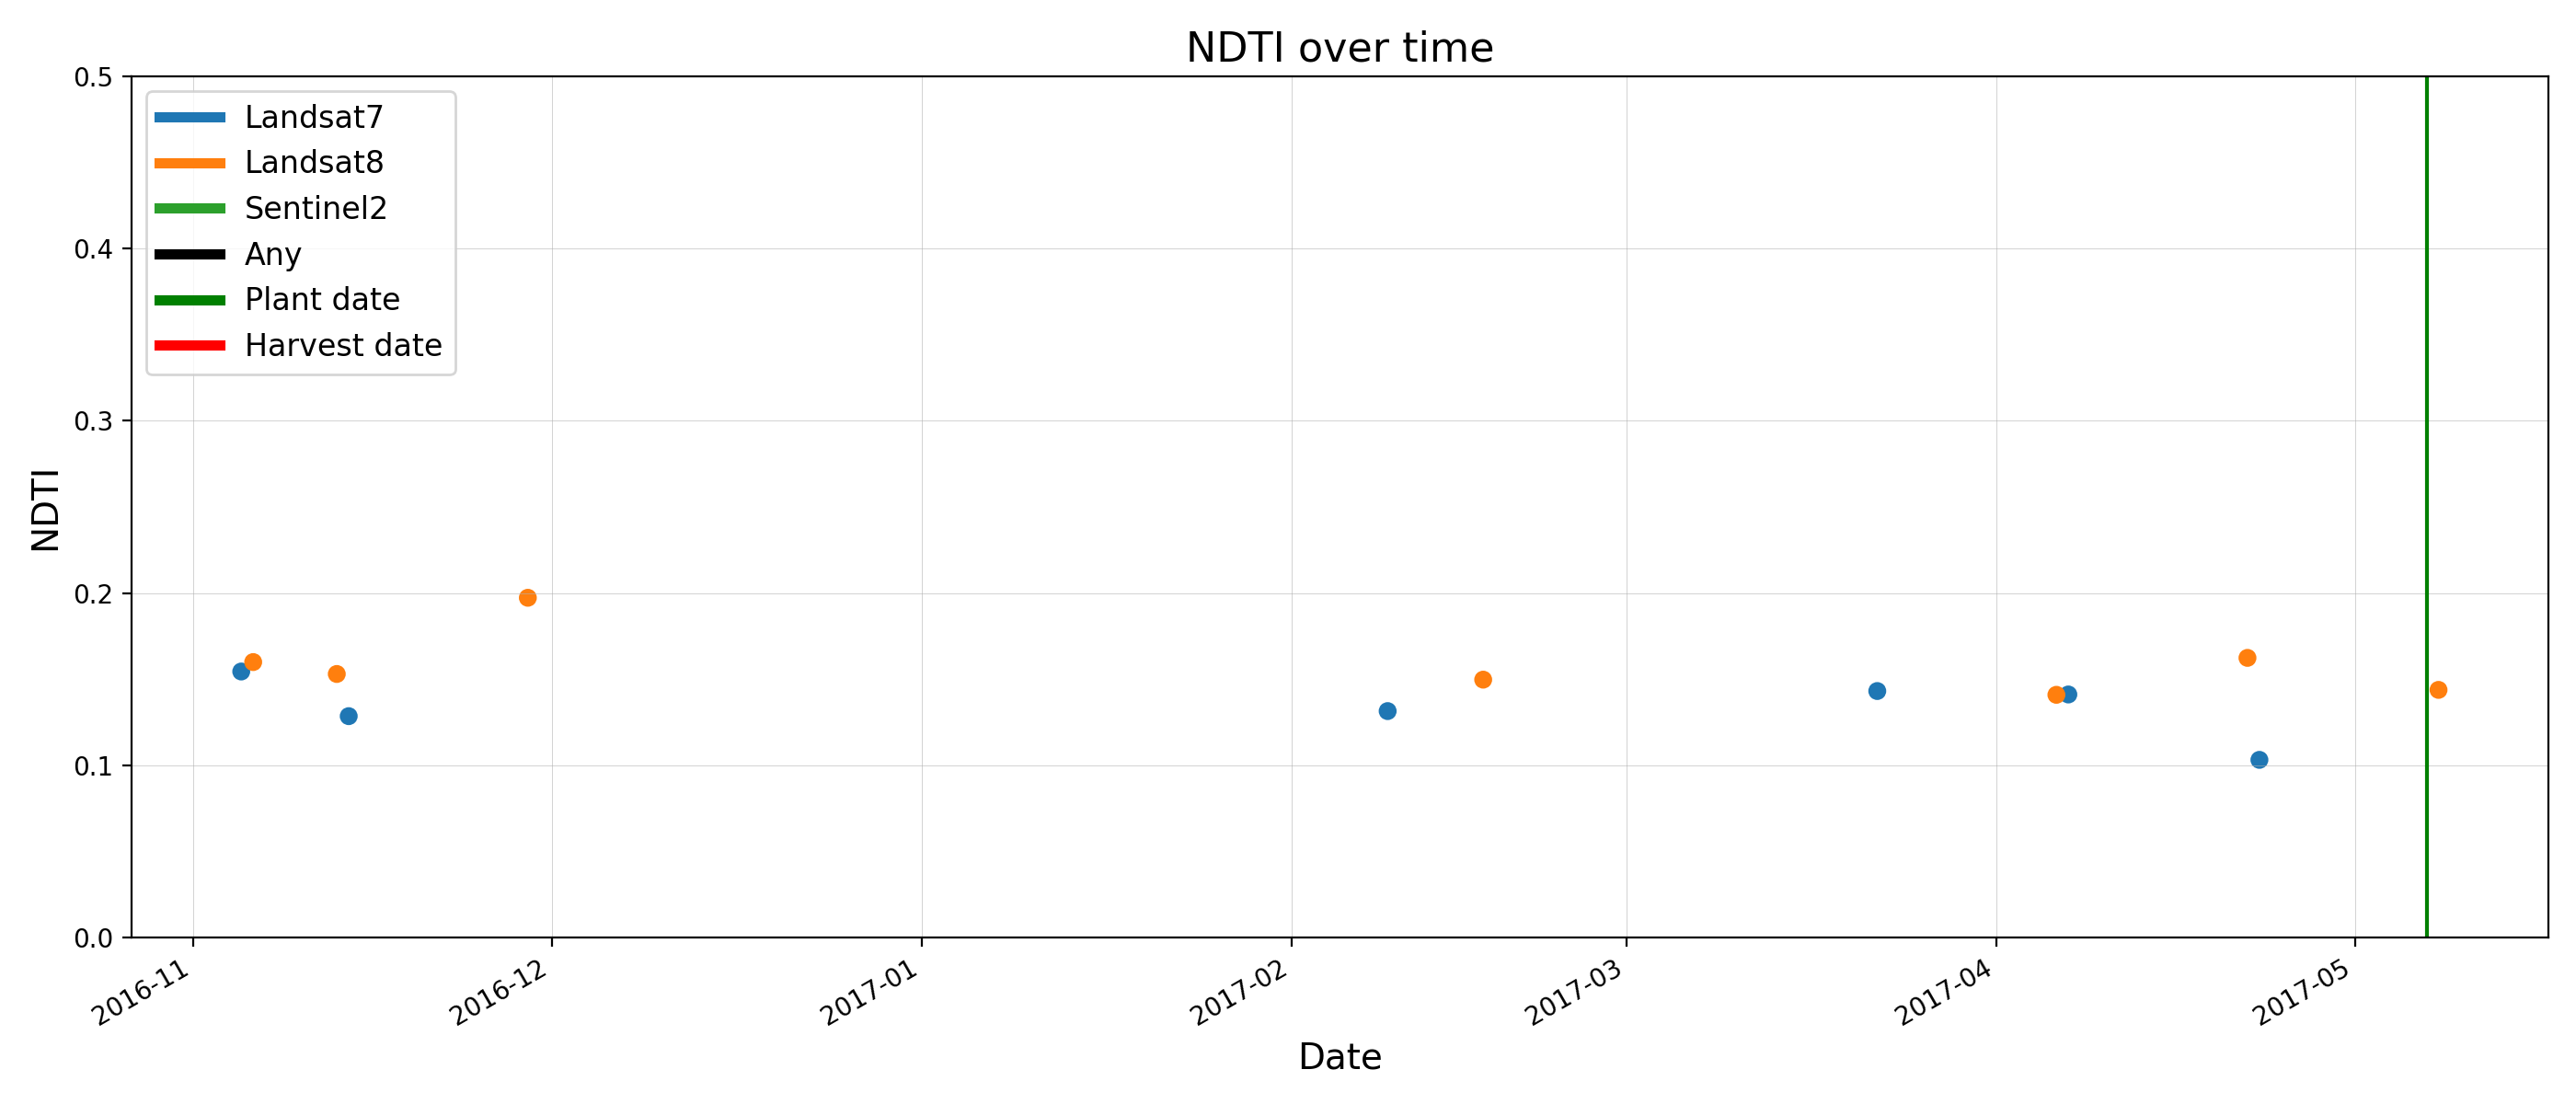 NDTI over time
0.5
0.4
0.3
0.2
0.1
0.0
NDTI
Landsat7
Landsat8
Sentinel2
Any
Plant date
Harvest date
2016-11
2016-12
2017-01
2017-02
2017-03
2017-04
2017-05
Date